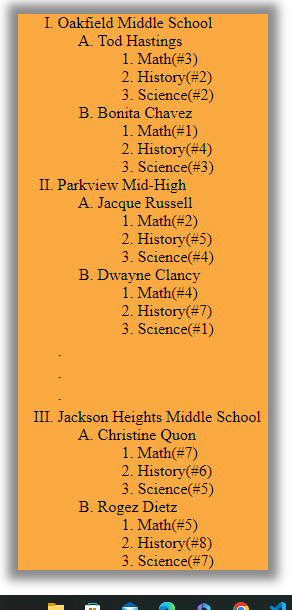 I. Oakfield Middle School
A. Tod Hastings
1. Math(#3)
2. History(#2)
3. Science(#2)
B. Bonita Chavez
1. Math(#1)
2. History(#4)
3. Science(#3)
II. Parkview Mid-High
A. Jacque Russell
1. Math(#2)
2. History(#5)
3. Science(#4)
B. Dwayne Clancy
1. Math(#4)
2. History(#7)
3. Science(#1)
.
.
.
III. Jackson Heights Middle School
A. Christine Quon
1. Math(#7)
2. History(#6)
3. Science(#5)
B. Rogez Dietz
1. Math(#5)
2. History(#8)
3. Science(#7)